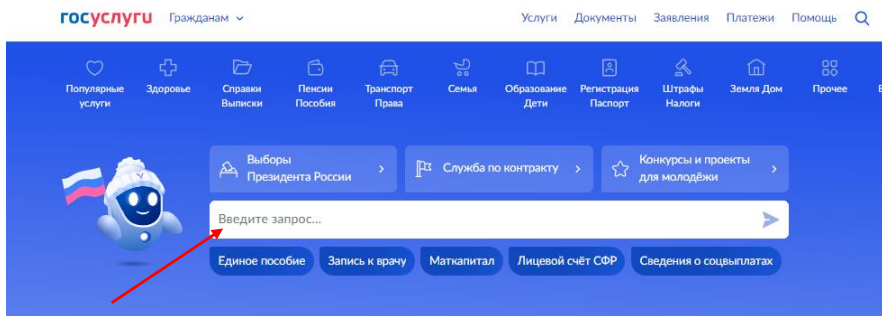 госуслуги Гражданам Услуги Документы Заявления Платежи Помощь
Популярные услуги
Здоровье
Справки Выписки
Пенсии Пособия
Транспорт Права
Семья
Образование Дети
Регистрация Паспорт
Штрафы Налоги
Земля Дом
Прочее
Выборы
Президента России
Служба по контракту
Конкурсы и проекты
для молодёжи
Введите запрос...
Единое пособие Запись к врачу Маткапитал Лицевой счёт СФР Сведения о соцвыплатах